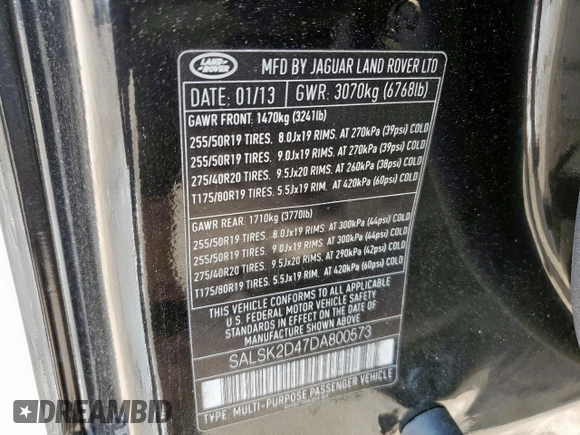 LAND ROVER
MFD BY JAGUAR LAND ROVER LTD
DATE: 01/13 GWR: 3070kg (6768lb)
GAWR FRONT: 1470kg (3241lb)
255/50R19 TIRES. 8.0Jx19 RIMS. AT 270kPa (39psi) COLD
255/50R19 TIRES. 9.0Jx19 RIMS. AT 270kPa (39psi) COLD
275/40R20 TIRES. 9.5Jx20 RIMS. AT 260kPa (38psi) COLD
T175/80R19 TIRES. 5.5Jx19 RIM. AT 420kPa (60psi) COLD
GAWR REAR: 1710kg (3770lb)
255/50R19 TIRES. 8.0Jx19 RIMS. AT 300kPa (44psi) COLD
255/50R19 TIRES. 9.0Jx19 RIMS. AT 300kPa (44psi) COLD
275/40R20 TIRES. 9.5Jx20 RIMS. AT 290kPa (42psi) COLD
T175/80R19 TIRES. 5.5Jx19 RIM. AT 420kPa (60psi) COLD
THIS VEHICLE CONFORMS TO ALL APPLICABLE
U.S. FEDERAL MOTOR VEHICLE SAFETY
STANDARDS IN EFFECT ON THE DATE OF
MANUFACTURE SHOWN ABOVE
SALSK2D47DA800573
TYPE: MULTI-PURPOSE PASSENGER VEHICLE
DREAMBID